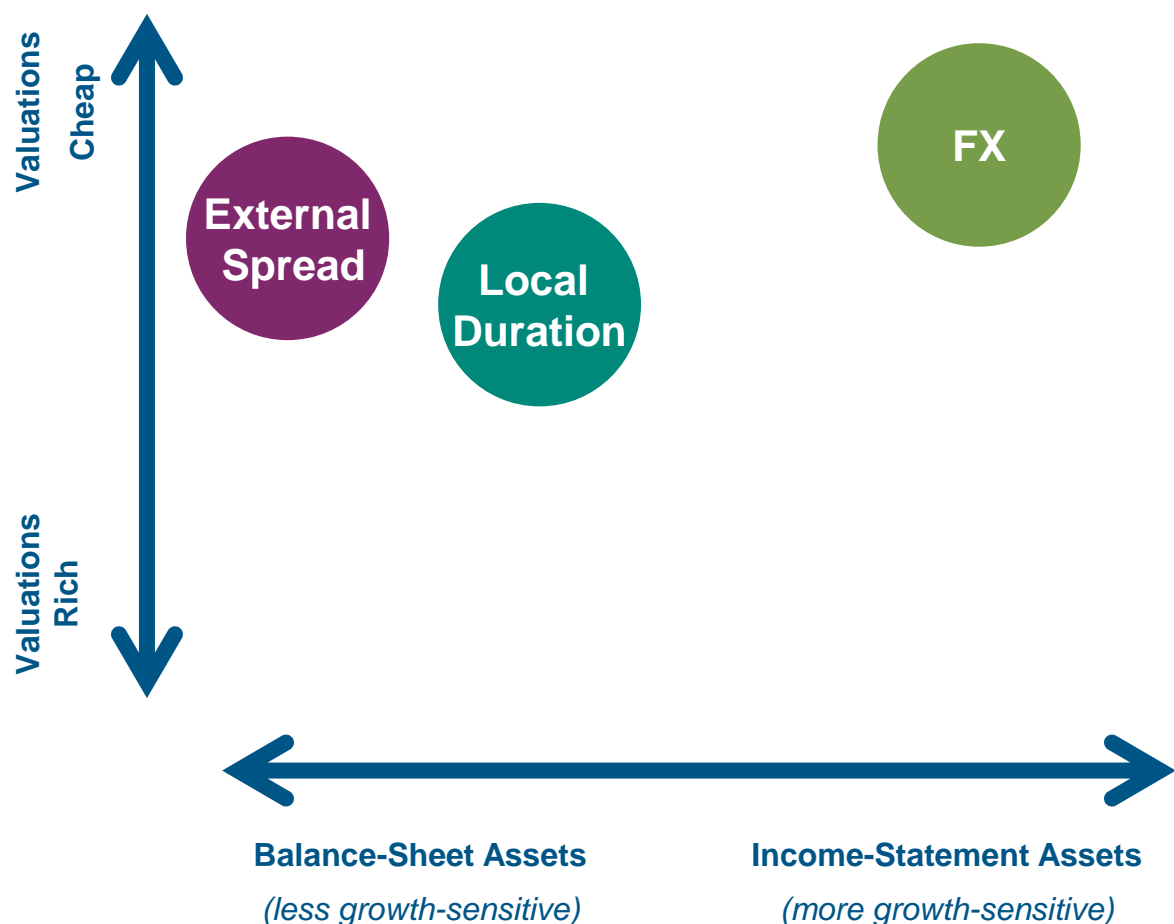 Valuations
Cheap
External
Spread
Local
Duration
FX
Valuations
Rich
Balance-Sheet Assets
(less growth-sensitive)
Income-Statement Assets
(more growth-sensitive)